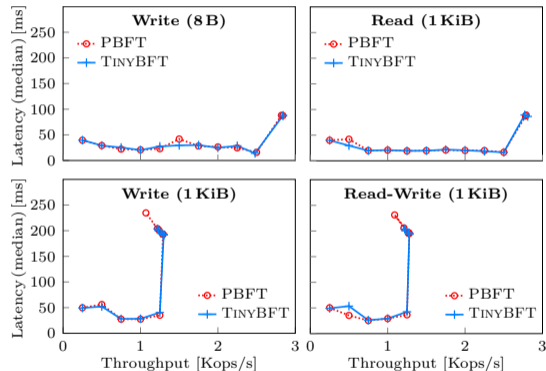 Write (8 B)
Read (1 KiB)
Latency (median) [ms]
250
200
150
100
50
0
PBFT
TINYBFT
PBFT
TINYBFT
Write (1 KiB)
Read-Write (1 KiB)
Latency (median) [ms]
250
200
150
100
50
0
PBFT
TINYBFT
PBFT
TINYBFT
0 1 2 3
0 1 2 3
Throughput [Kops/s]
Throughput [Kops/s]